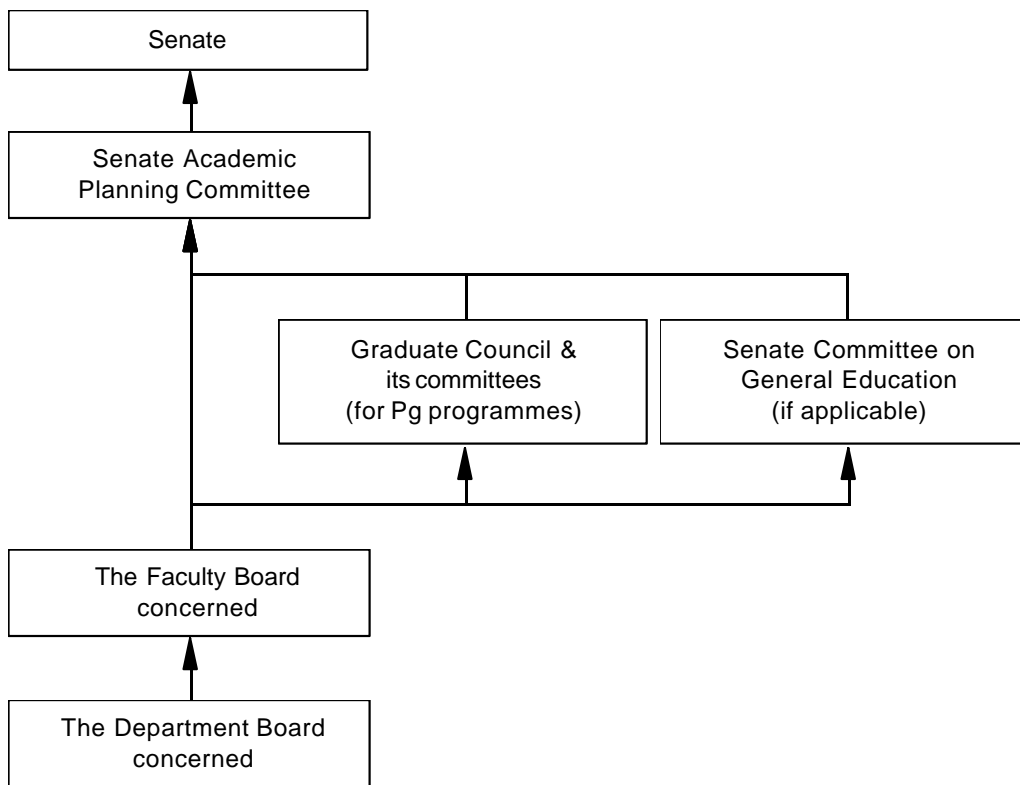 Senate
Senate Academic
Planning Committee
Graduate Council &
its committees
(for Pg programmes)
Senate Committee on
General Education
(if applicable)
The Faculty Board
concerned
The Department Board
concerned